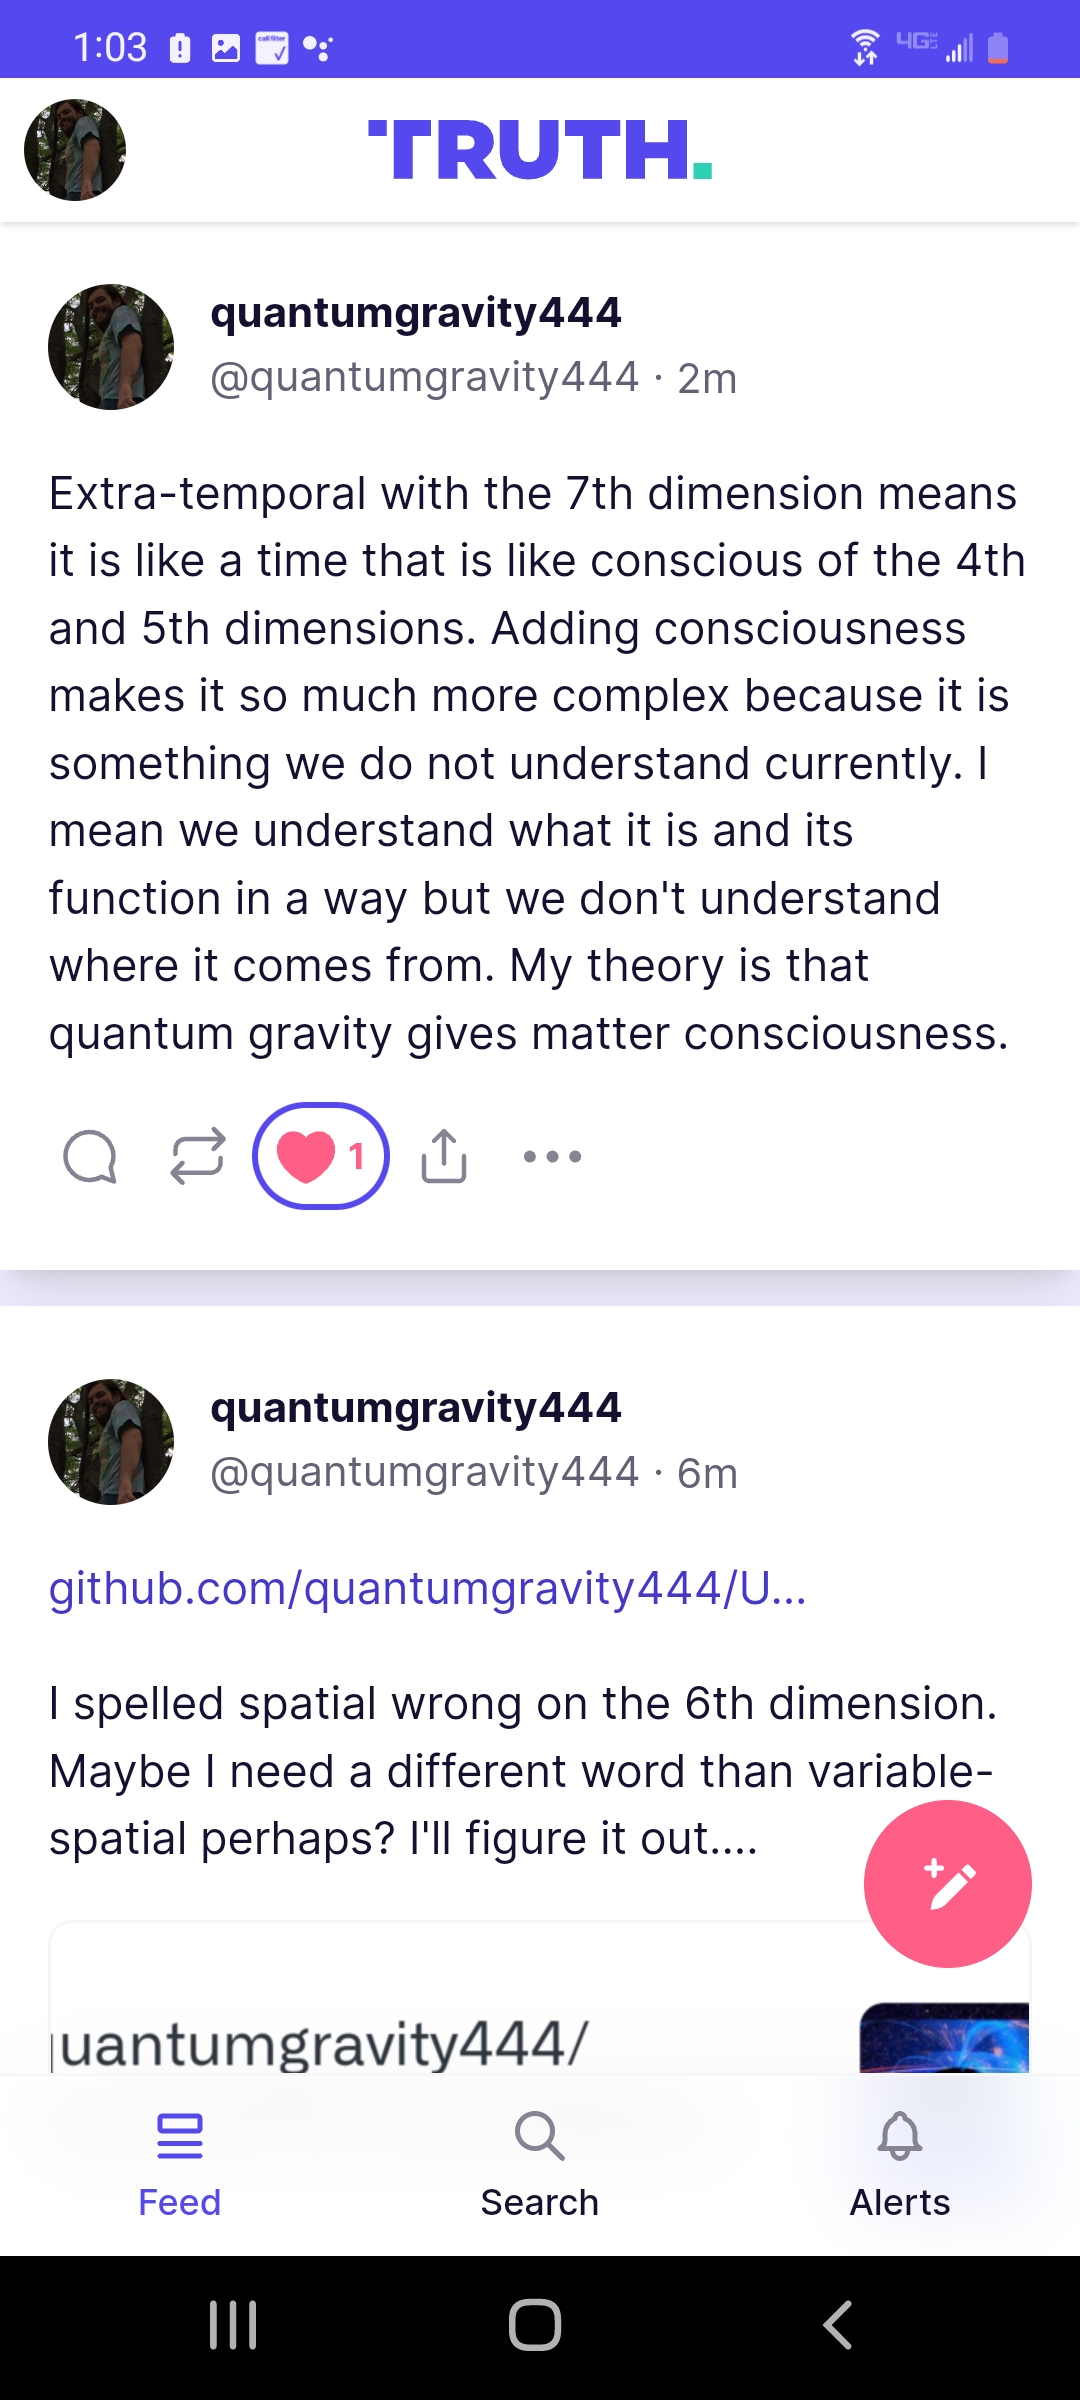 1:03
call filter
4G LTE
TRUTH.
quantumgravity444
@quantumgravity444 · 2m
Extra-temporal with the 7th dimension means
it is like a time that is like conscious of the 4th
and 5th dimensions. Adding consciousness
makes it so much more complex because it is
something we do not understand currently. I
mean we understand what it is and its
function in a way but we don't understand
where it comes from. My theory is that
quantum gravity gives matter consciousness.
1
quantumgravity444
@quantumgravity444 · 6m
github.com/quantumgravity444/U...
I spelled spatial wrong on the 6th dimension.
Maybe I need a different word than variable-
spatial perhaps? I'll figure it out....
uantumgravity444/
Feed
Search
Alerts